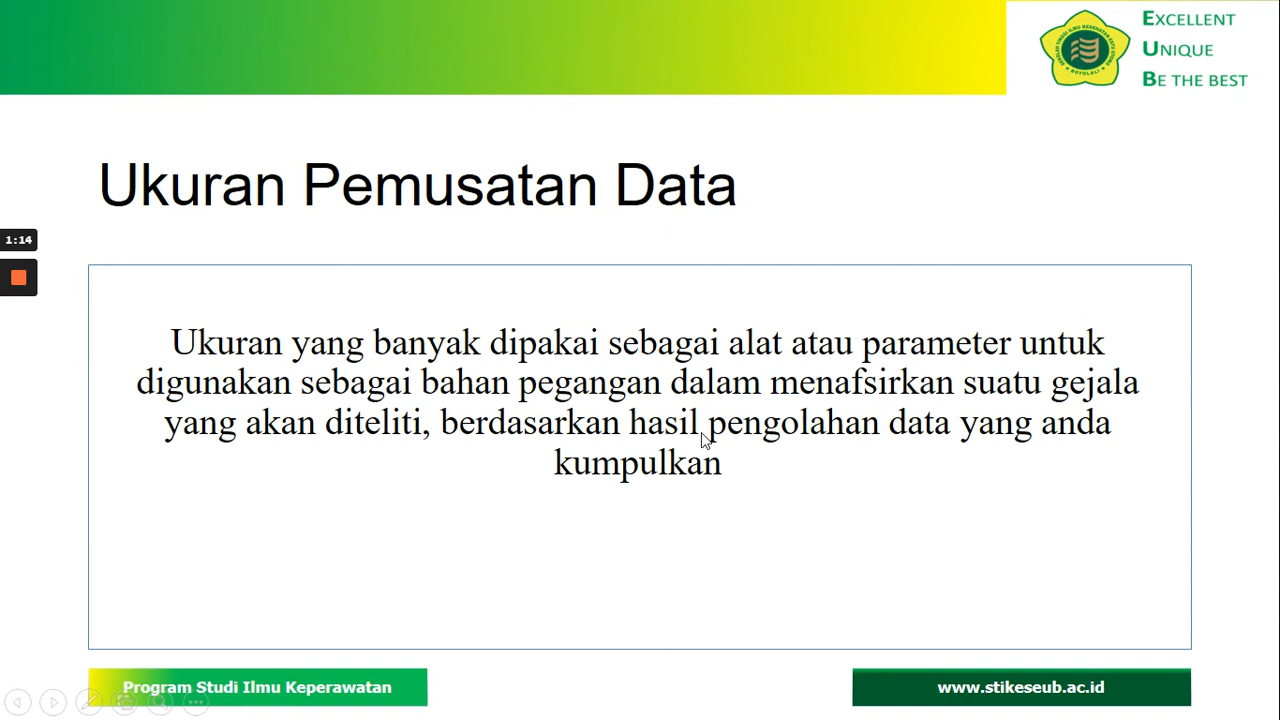 EXCELLENT
UNIQUE
BE THE BEST
BOYOLALI
Ukuran Pemusatan Data
1:14
Ukuran yang banyak dipakai sebagai alat atau parameter untuk
digunakan sebagai bahan pegangan dalam menafsirkan suatu gejala
yang akan diteliti, berdasarkan hasil pengolahan data yang anda
kumpulkan
Program Studi Ilmu Keperawatan
www.stikeseub.ac.id